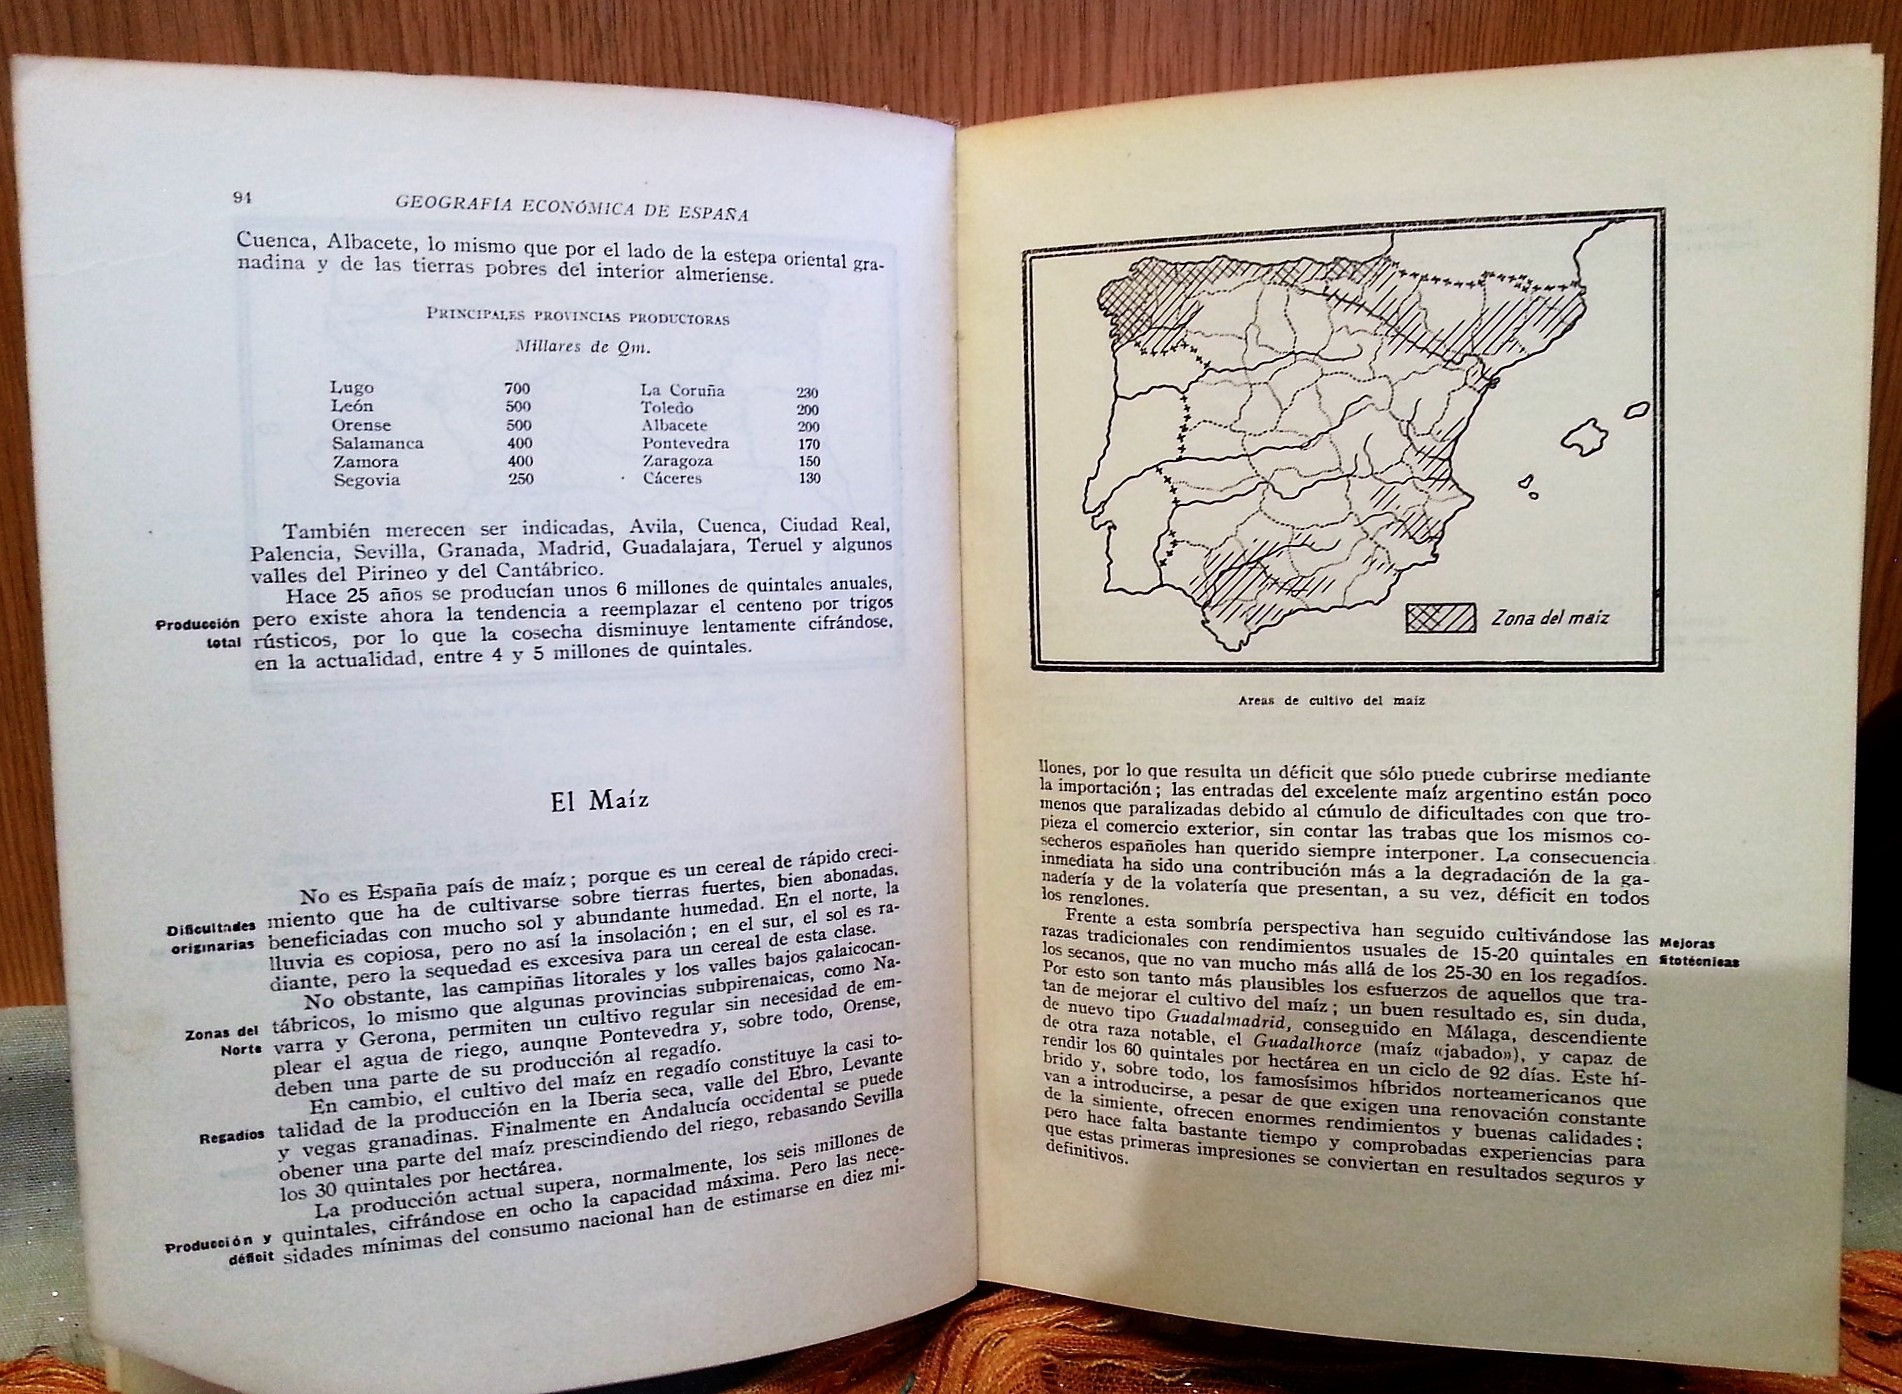 94
GEOGRAFÍA ECONÓMICA DE ESPAÑA
Cuenca, Albacete, lo mismo que por el lado de la estepa oriental gra-
nadina y de las tierras pobres del interior almeriense.
PRINCIPALES PROVINCIAS PRODUCTORAS
Millares de Qm.
Lugo 700 La Coruña 230
León 500 Toledo 200
Orense 500 Albacete 200
Salamanca 400 Pontevedra 170
Zamora 400 Zaragoza 150
Segovia 250 Cáceres 130
También merecen ser indicadas, Avila, Cuenca, Ciudad Real,
Palencia, Sevilla, Granada, Madrid, Guadalajara, Teruel y algunos
valles del Pirineo y del Cantábrico.
Hace 25 años se producían unos 6 millones de quintales anuales,
Producción pero existe ahora la tendencia a reemplazar el centeno por trigos
total rústicos, por lo que la cosecha disminuye lentamente cifrándose,
en la actualidad, entre 4 y 5 millones de quintales.
El Maíz
No es España país de maíz; porque es un cereal de rápido creci-
Dificultades miento que ha de cultivarse sobre tierras fuertes, bien abonadas,
originarias beneficiadas con mucho sol y abundante humedad. En el norte, la
lluvia es copiosa, pero no así la insolación; en el sur, el sol es ra-
diante, pero la sequedad es excesiva para un cereal de esta clase.
No obstante, las campiñas litorales y los valles bajos galaicocan-
Zonas del tábricos, lo mismo que algunas provincias subpirenaicas, como Na-
Norte varra y Gerona, permiten un cultivo regular sin necesidad de em-
plear el agua de riego, aunque Pontevedra y, sobre todo, Orense,
deben una parte de su producción al regadío.
En cambio, el cultivo del maíz en regadío constituye la casi to-
Regadíos talidad de la producción en la Iberia seca, valle del Ebro, Levante
y vegas granadinas. Finalmente en Andalucía occidental se puede
obener una parte del maíz prescindiendo del riego, rebasando Sevilla
los 30 quintales por hectárea.
La producción actual supera, normalmente, los seis millones de
Producción y quintales, cifrándose en ocho la capacidad máxima. Pero las nece-
déficit sidades mínimas del consumo nacional han de estimarse en diez mi-
Zona del maíz
Areas de cultivo del maíz
llones, por lo que resulta un déficit que sólo puede cubrirse mediante
la importación; las entradas del excelente maíz argentino están poco
menos que paralizadas debido al cúmulo de dificultades con que tro-
pieza el comercio exterior, sin contar las trabas que los mismos co-
secheros españoles han querido siempre interponer. La consecuencia
inmediata ha sido una contribución más a la degradación de la ga-
nadería y de la volatería que presentan, a su vez, déficit en todos
los renglones.
Frente a esta sombría perspectiva han seguido cultivándose las Mejoras
razas tradicionales con rendimientos usuales de 15-20 quintales en fitotécnicas
los secanos, que no van mucho más allá de los 25-30 en los regadíos.
Por esto son tanto más plausibles los esfuerzos de aquellos que tra-
tan de mejorar el cultivo del maíz; un buen resultado es, sin duda,
de nuevo tipo Guadalmadrid, conseguido en Málaga, descendiente
de otra raza notable, el Guadalhorce (maíz «jabado»), y capaz de
rendir los 60 quintales por hectárea en un ciclo de 92 días. Este hí-
brido y, sobre todo, los famosísimos híbridos norteamericanos que
van a introducirse, a pesar de que exigen una renovación constante
de la simiente, ofrecen enormes rendimientos y buenas calidades;
pero hace falta bastante tiempo y comprobadas experiencias para
que estas primeras impresiones se conviertan en resultados seguros y
definitivos.